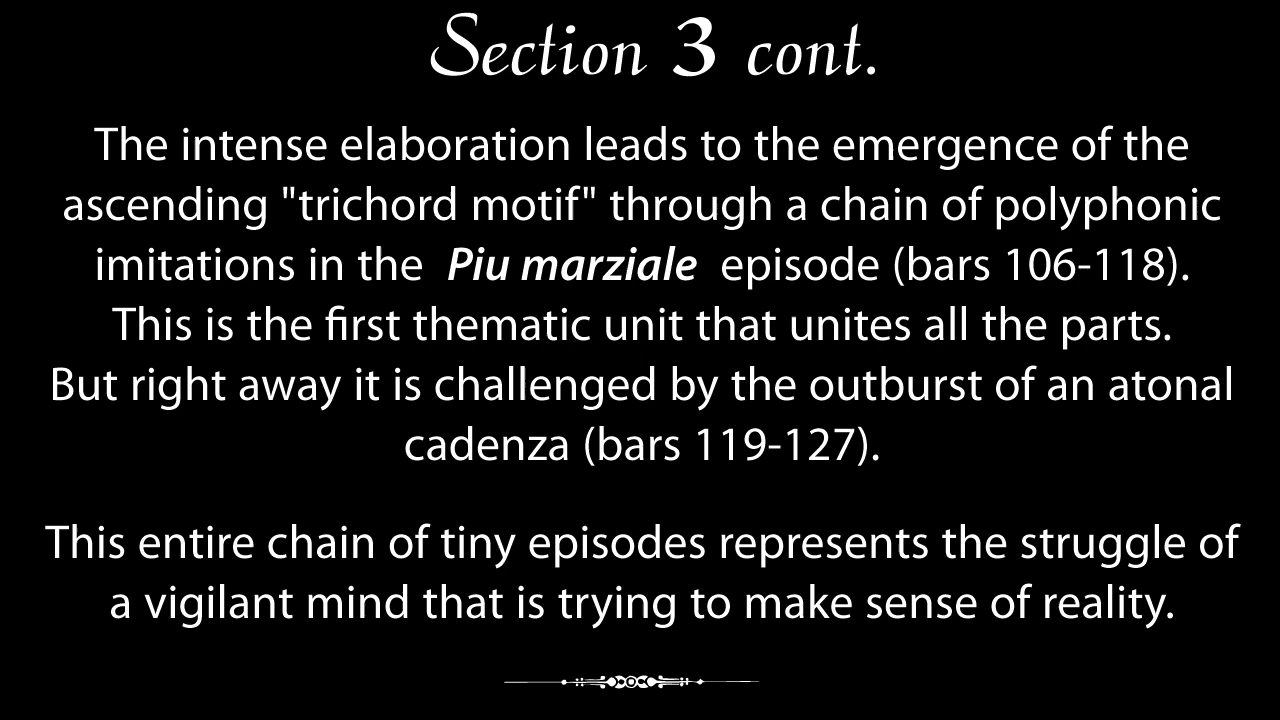 Section 3 cont.
The intense elaboration leads to the emergence of the
ascending "trichord motif" through a chain of polyphonic
imitations in the Piu marziale episode (bars 106-118).
This is the first thematic unit that unites all the parts.
But right away it is challenged by the outburst of an atonal
cadenza (bars 119-127).
This entire chain of tiny episodes represents the struggle of
a vigilant mind that is trying to make sense of reality.